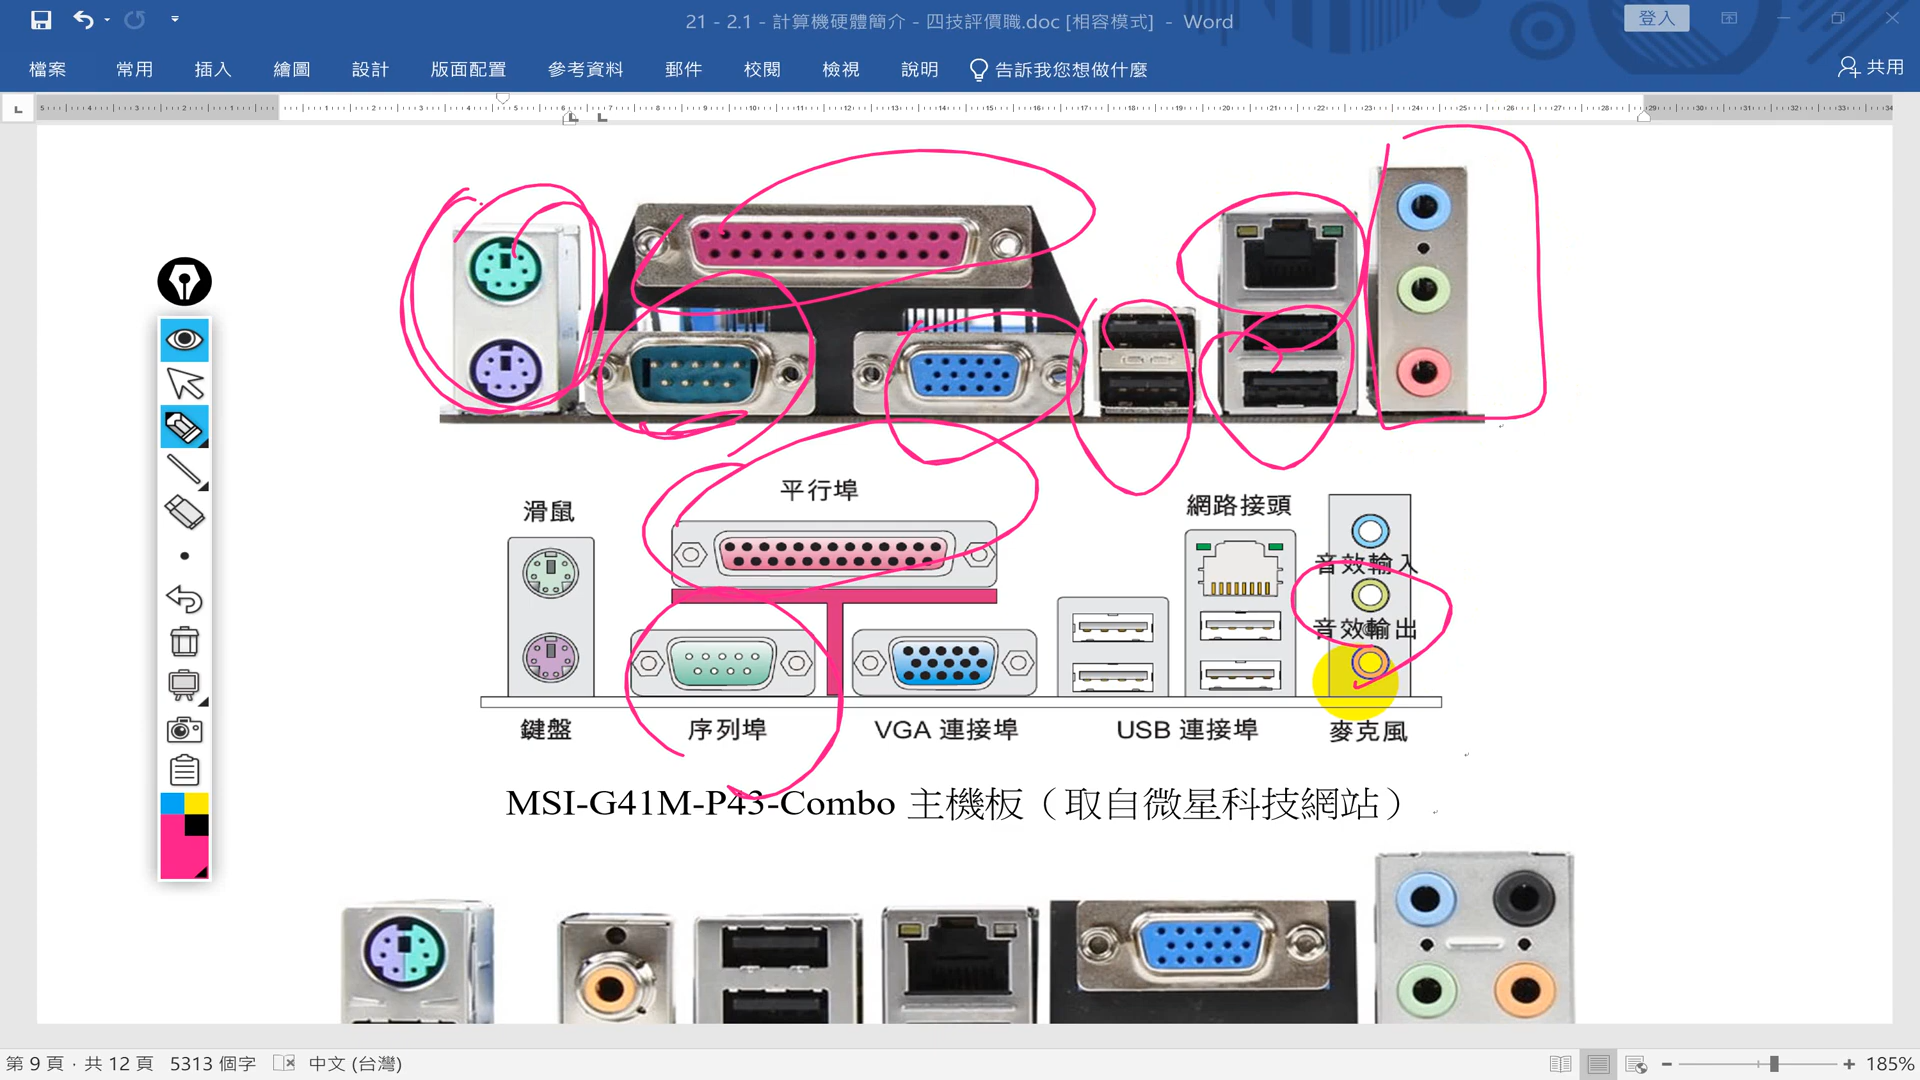 21 - 2.1 - 計算機硬體簡介 - 四技評價職.doc [相容模式] - Word
登入
檔案 常用 插入 繪圖 設計 版面配置 參考資料 郵件 校閱 檢視 說明 告訴我您想做什麼 共用
平行埠
滑鼠
網路接頭
音效輸入
音效輸出
鍵盤 序列埠 VGA 連接埠 USB 連接埠 麥克風
MSI-G41M-P43-Combo 主機板（取自微星科技網站）
第 9 頁，共 12 頁 5313 個字 中文 (台灣) 185%